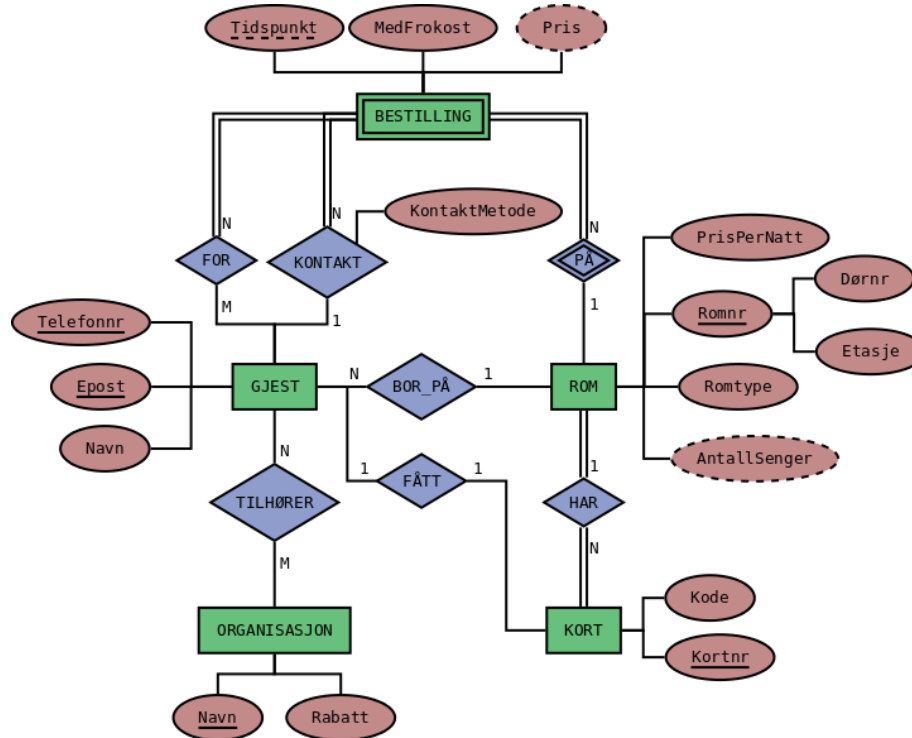 Tidspunkt
MedFrokost
Pris
BESTILLING
N
N
KontaktMetode
N
PrisPerNatt
FOR
KONTAKT
PÅ
Dørnr
M
1
1
Telefonnr
Romnr
Etasje
Epost
GJEST
N
BOR_PÅ
1
ROM
Romtype
Navn
N
1
FÅTT
1
1
AntallSenger
TILHØRER
HAR
M
N
Kode
ORGANISASJON
KORT
Kortnr
Navn
Rabatt